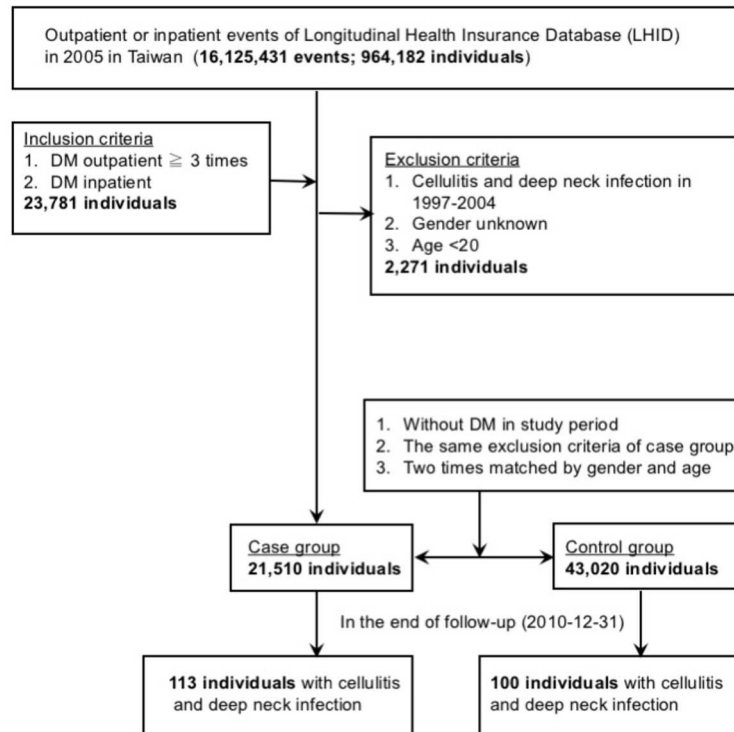 Outpatient or inpatient events of Longitudinal Health Insurance Database (LHID)
in 2005 in Taiwan (16,125,431 events; 964,182 individuals)
Inclusion criteria
1. DM outpatient ≧ 3 times
2. DM inpatient
23,781 individuals
Exclusion criteria
1. Cellulitis and deep neck infection in
1997-2004
2. Gender unknown
3. Age <20
2,271 individuals
1. Without DM in study period
2. The same exclusion criteria of case group
3. Two times matched by gender and age
Case group
21,510 individuals
Control group
43,020 individuals
In the end of follow-up (2010-12-31)
113 individuals with cellulitis
and deep neck infection
100 individuals with cellulitis
and deep neck infection